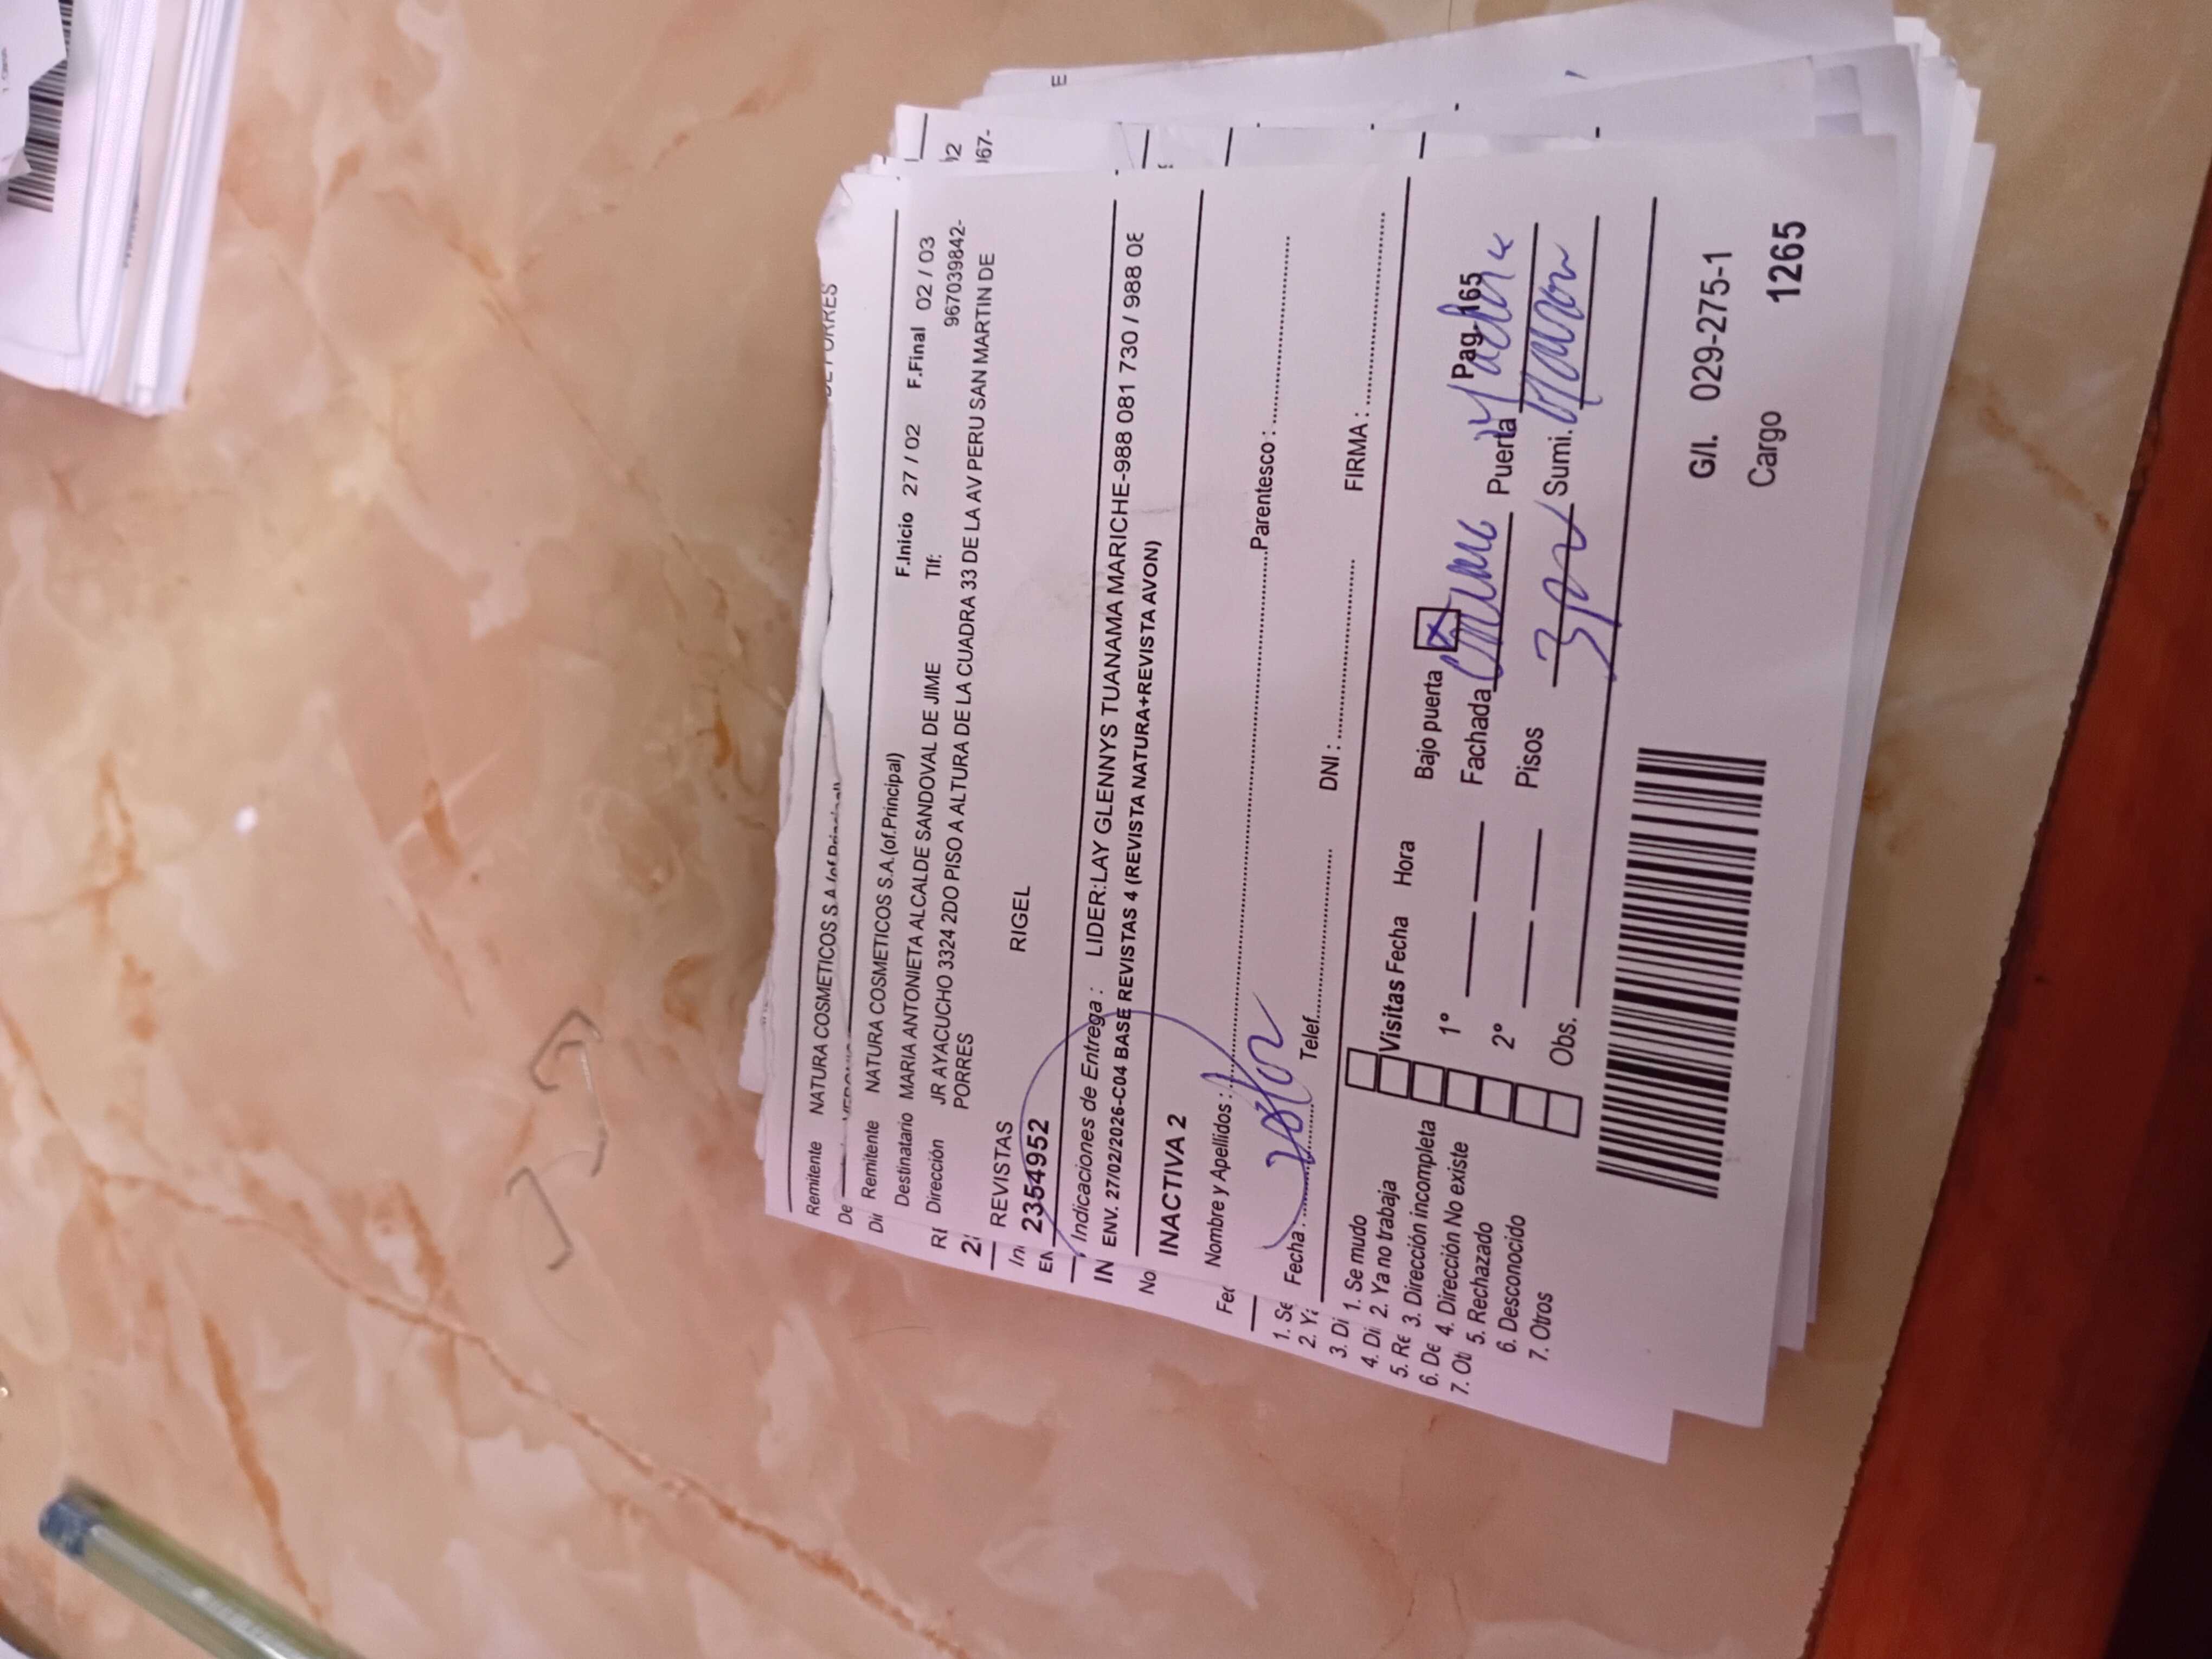 Remitente NATURA COSMETICOS S.A.(of.Principal)
De
Dir
Remitente NATURA COSMETICOS S.A.(of.Principal) F.Inicio 27 / 02 F.Final 02 / 03
Destinatario MARIA ANTONIETA ALCALDE SANDOVAL DE JIME Tlf: 967039842-
Dirección JR AYACUCHO 3324 2DO PISO A ALTURA DE LA CUADRA 33 DE LA AV PERU SAN MARTIN DE
PORRES
REVISTAS RIGEL
23549952
Indicaciones de Entrega : LIDER:LAY GLENNYS TUANAMA MARICHE-988 081 730 / 988 08
ENV. 27/02/2026-C04 BASE REVISTAS 4 (REVISTA NATURA+REVISTA AVON)
INACTIVA 2
Nombre y Apellidos : Parentesco :
Fecha : Telef. DNI : FIRMA :
1. Se mudo
2. Ya no trabaja
3. Dirección incompleta
4. Dirección No existe
5. Rechazado
6. Desconocido
7. Otros
Visitas Fecha Hora Bajo puerta X
1° Fachada Puerta Pag-165
2° Pisos Sumi.
Obs.
G/I. 029-275-1
Cargo 1265